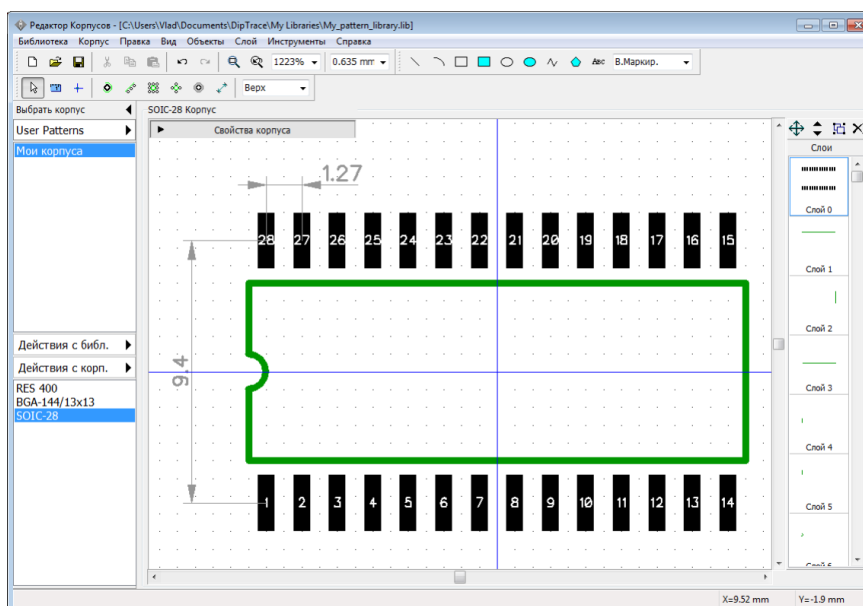 Редактор Корпусов - [C:\Users\Vlad\Documents\DipTrace\My Libraries\My_pattern_library.lib]
Библиотека Корпус Правка Вид Объекты Слой Инструменты Справка
1223% 0.635 mm Abc В.Маркир.
Верх
Выбрать корпус
SOIC-28 Корпус
User Patterns
Свойства корпуса
Мои корпуса
Слои
1.27
Слой 0
28 27 26 25 24 23 22 21 20 19 18 17 16 15
Слой 1
Слой 2
Действия с библ.
9.4
Действия с корп.
Слой 3
RES 400
BGA-144/13x13
SOIC-28
Слой 4
1 2 3 4 5 6 7 8 9 10 11 12 13 14
Слой 5
Слой 6
X=9.52 mm Y=-1.9 mm